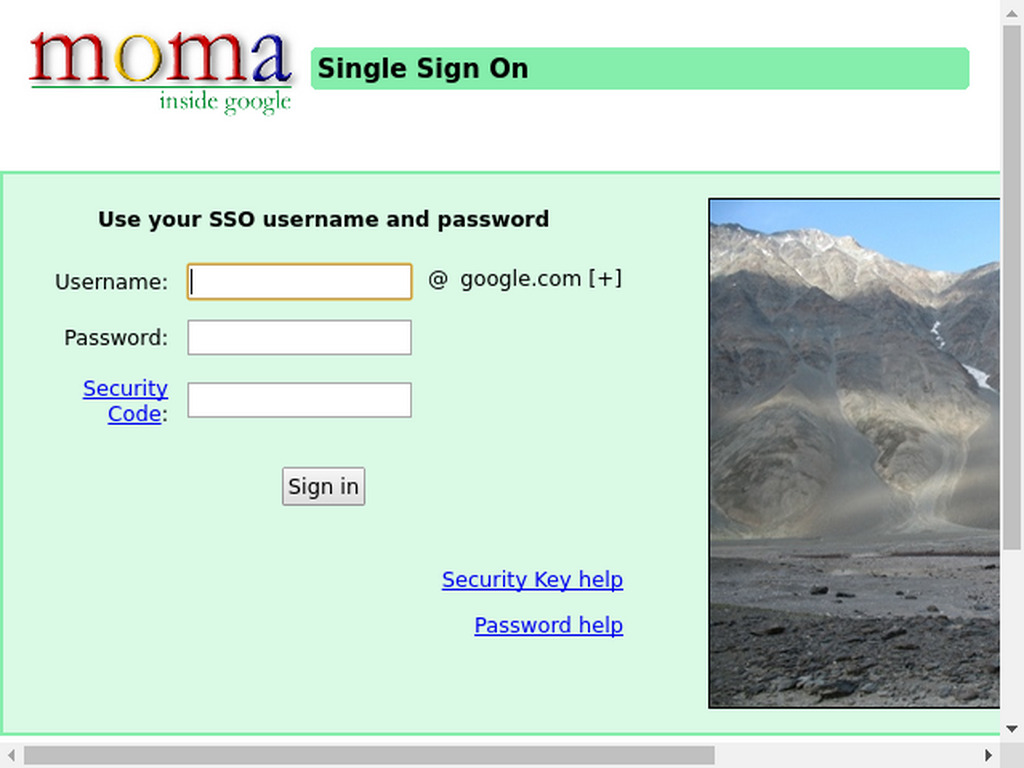 moma
inside google
Single Sign On
Use your SSO username and password
Username:
@ google.com [+]
Password:
Security
Code:
Sign in
Security Key help
Password help